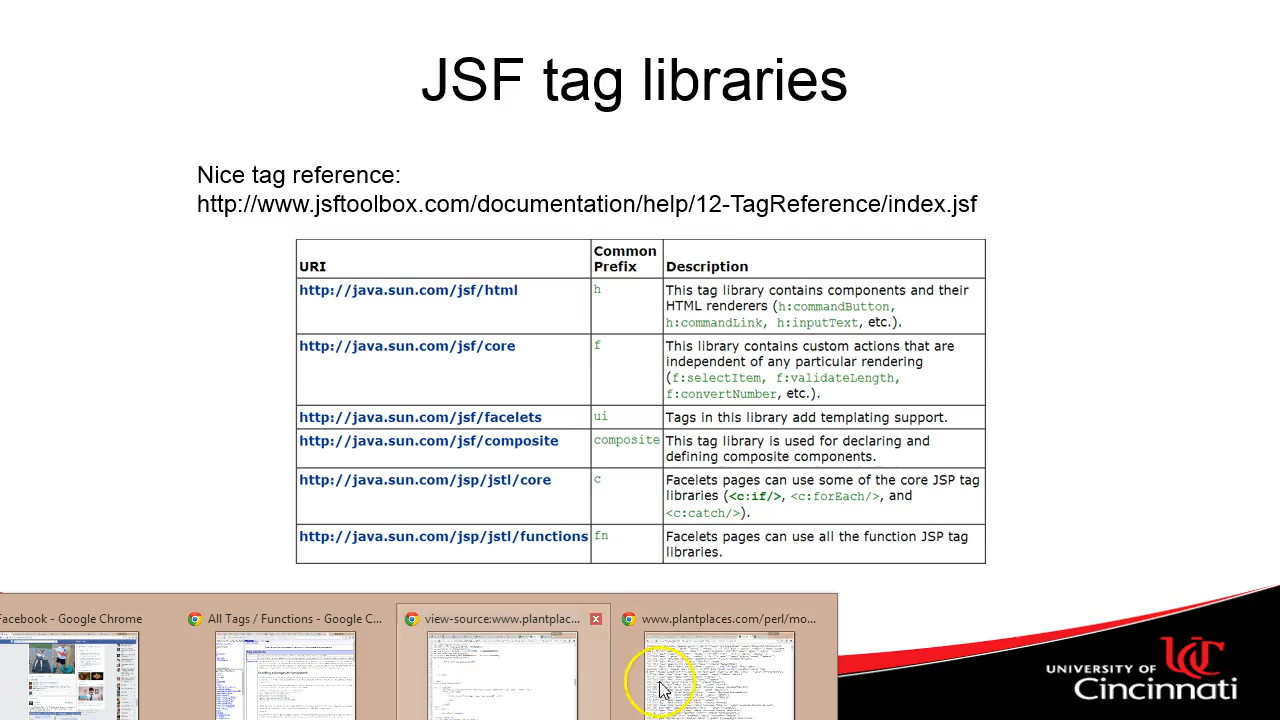 JSF tag libraries
Nice tag reference:
http://www.jsftoolbox.com/documentation/help/12-TagReference/index.jsf
URI Common Prefix Description
http://java.sun.com/jsf/html h This tag library contains components and their
HTML renderers (h:commandButton,
h:commandLink, h:inputText, etc.).
http://java.sun.com/jsf/core f This library contains custom actions that are
independent of any particular rendering
(f:selectItem, f:validateLength,
f:convertNumber, etc.).
http://java.sun.com/jsf/facelets ui Tags in this library add templating support.
http://java.sun.com/jsf/composite composite This tag library is used for declaring and
defining composite components.
http://java.sun.com/jsp/jstl/core c Facelets pages can use some of the core JSP tag
libraries (<c:if/>, <c:forEach/>, and
<c:catch/>).
http://java.sun.com/jsp/jstl/functions fn Facelets pages can use all the function JSP tag
libraries.
Facebook - Google Chrome All Tags / Functions - Google C... view-source:www.plantplac... www.plantplaces.com/perl/mo...
UNIVERSITY OF
Cincinnati